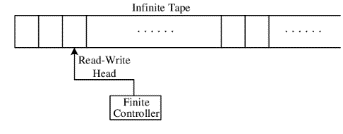 Infinite Tape
. . . . . .
. . . . . .
Read-Write
Head
Finite
Controller